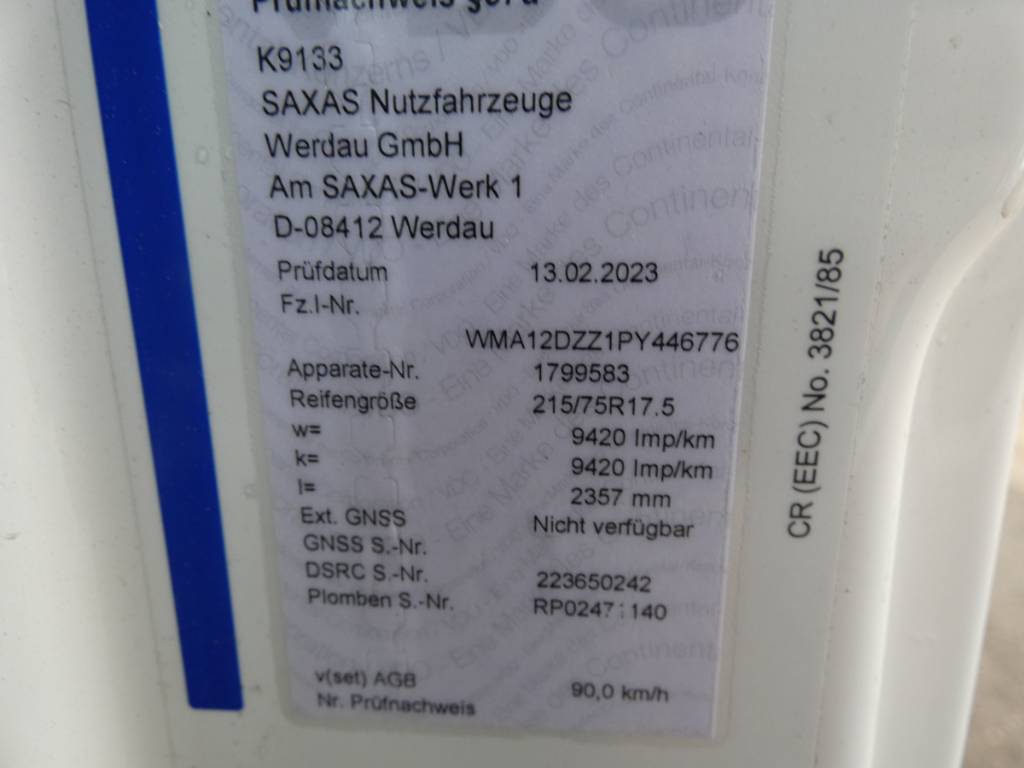 Prüfnachweis §57b
K9133
SAXAS Nutzfahrzeuge
Werdau GmbH
Am SAXAS-Werk 1
D-08412 Werdau
Prüfdatum 13.02.2023
Fz.I-Nr.
WMA12DZZ1PY446776
Apparate-Nr. 1799583
Reifengröße 215/75R17.5
w= 9420 Imp/km
k= 9420 Imp/km
l= 2357 mm
Ext. GNSS Nicht verfügbar
GNSS S.-Nr.
DSRC S.-Nr. 223650242
Plomben S.-Nr.
v(set) AGB 90,0 km/h
Nr. Prüfnachweis
CR (EEC) No. 3821/85